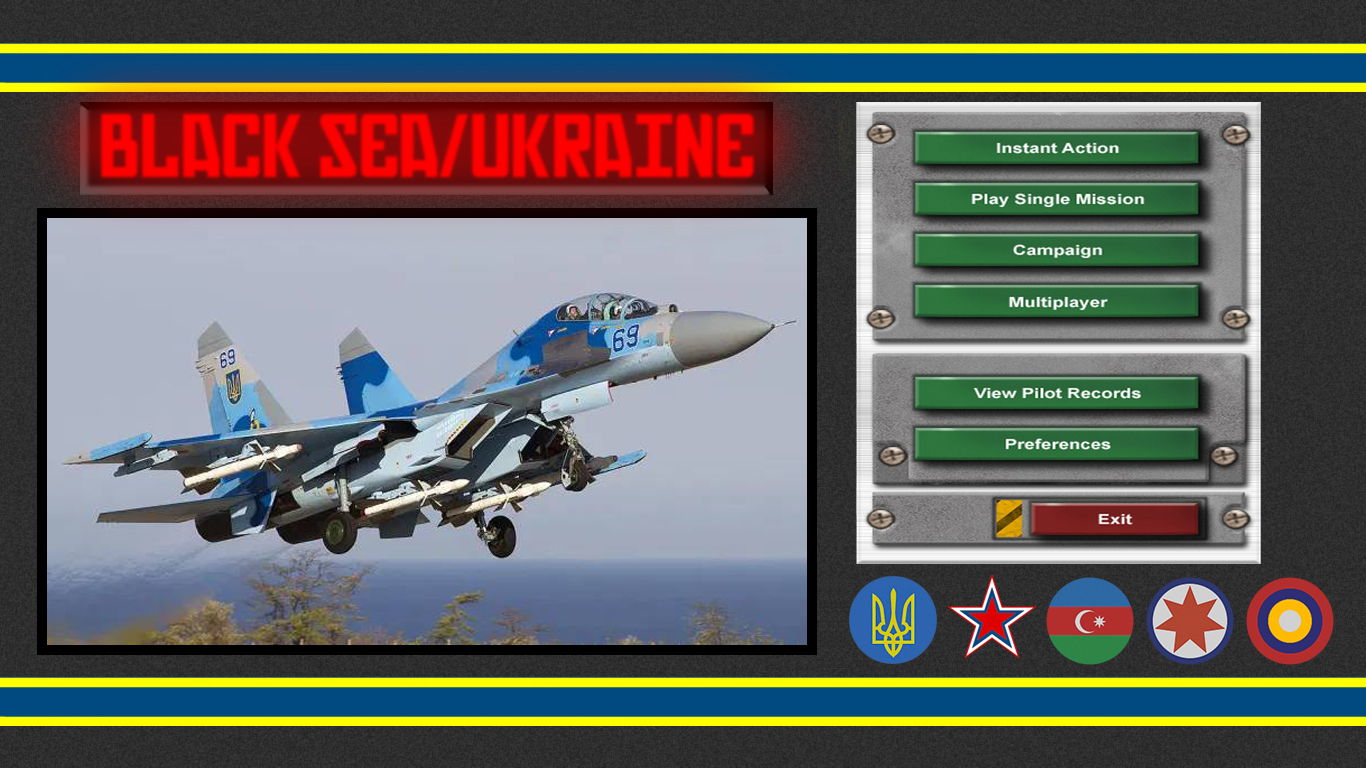 BLACK SEA/UKRAINE
69
69
Instant Action
Play Single Mission
Campaign
Multiplayer
View Pilot Records
Preferences
Exit